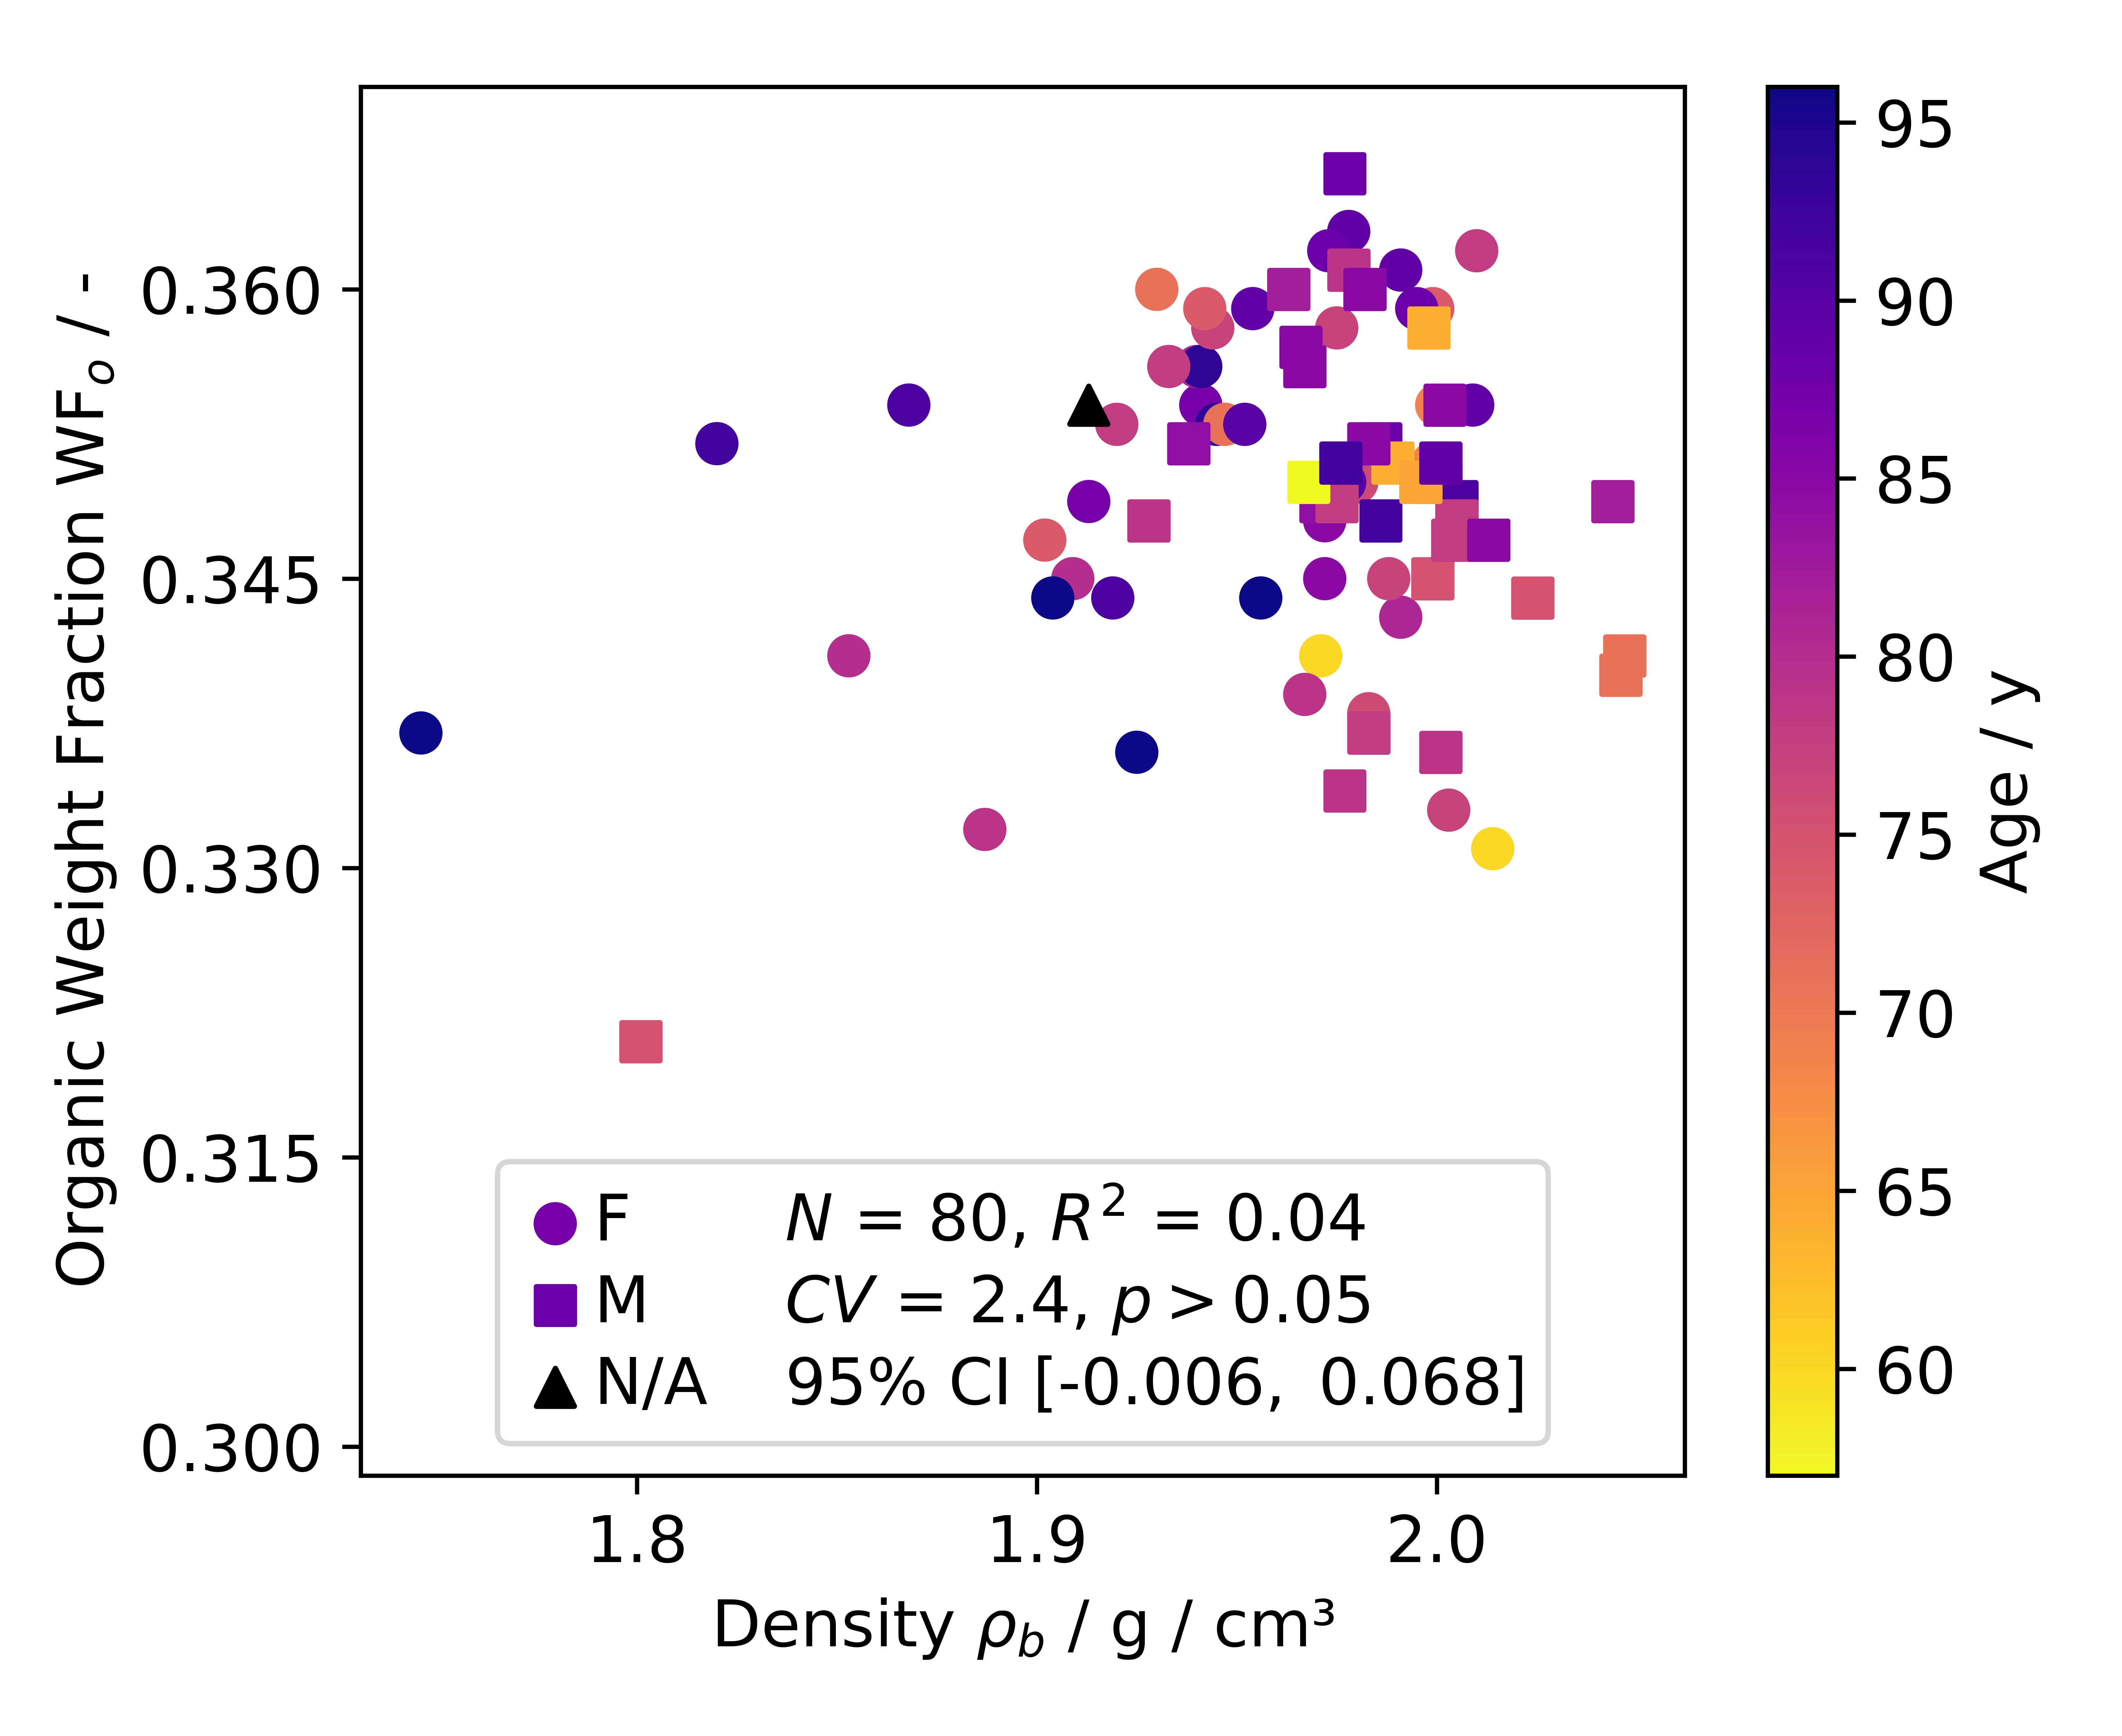 Organic Weight Fraction WFₒ / -
0.360
0.345
0.330
0.315
0.300
F N = 80, R² = 0.04
M CV = 2.4, p > 0.05
N/A 95% CI [-0.006, 0.068]
1.8 1.9 2.0
Density ρ_b / g / cm³
95
90
85
80
75
70
65
60
Age / y